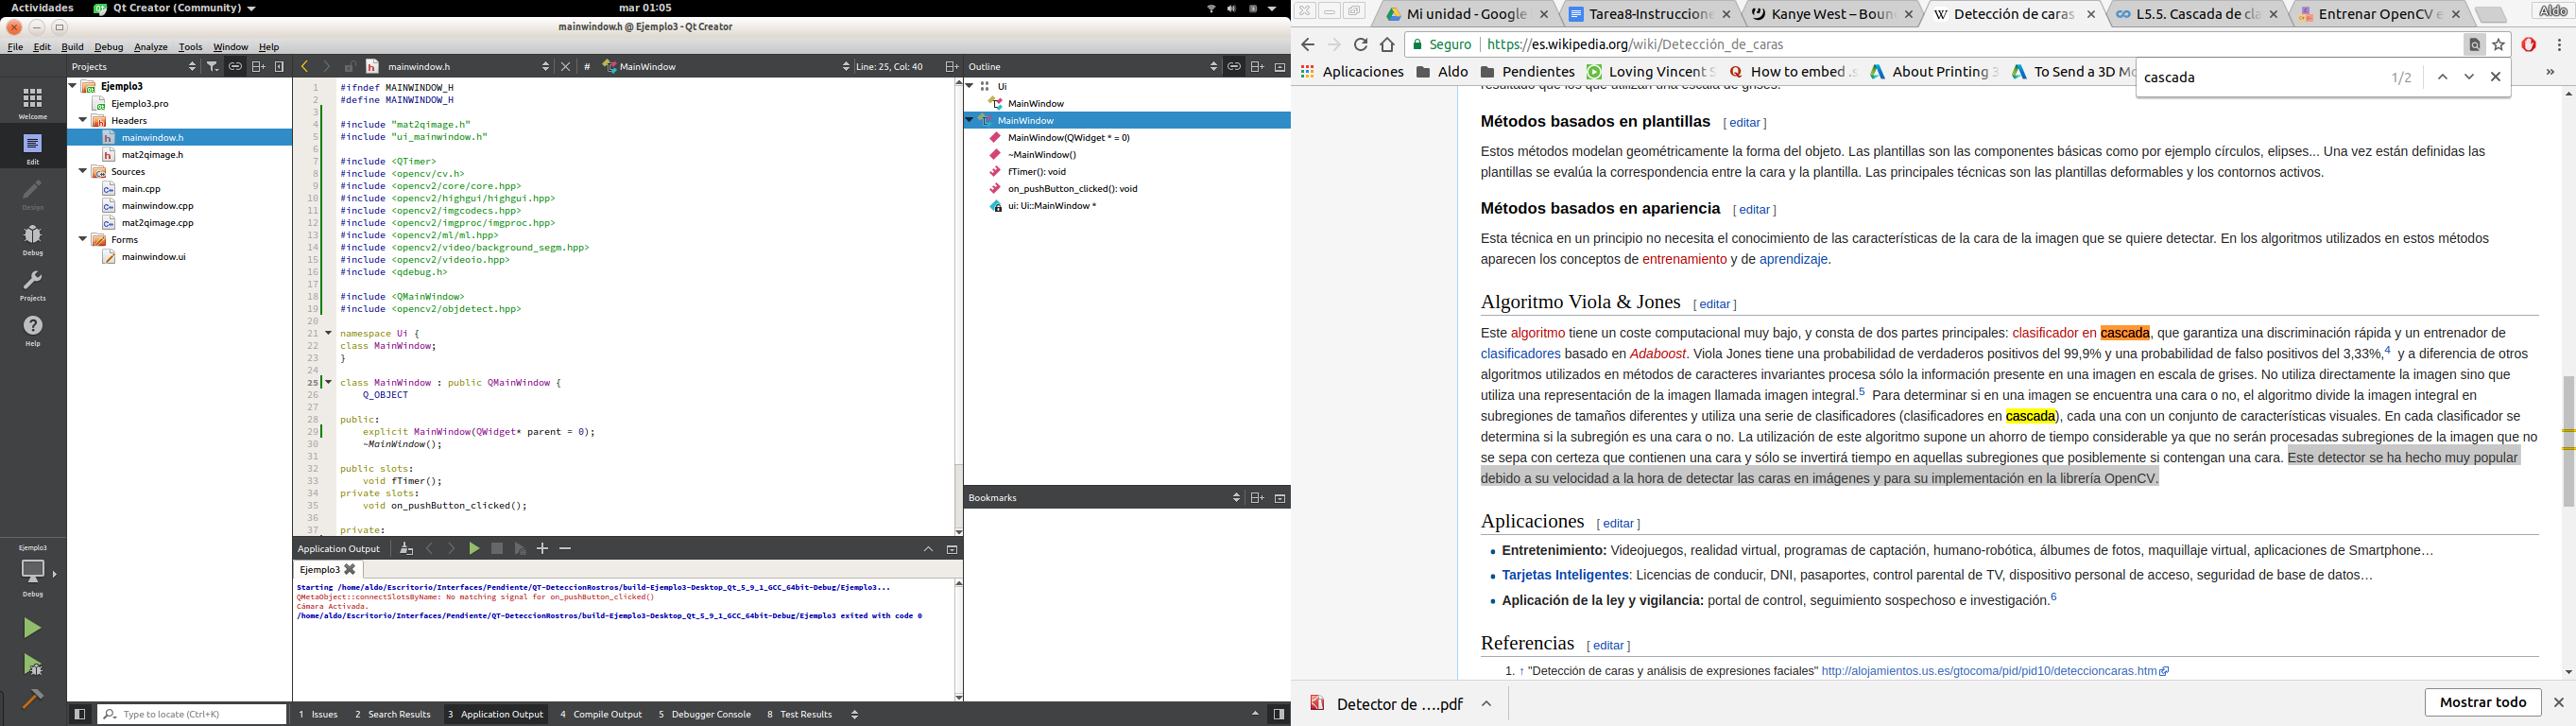 Actividades
Qt Creator (Community)
mar 01:05
mainwindow.h @ Ejemplo3 - Qt Creator
File Edit Build Debug Analyze Tools Window Help
Projects
mainwindow.h
# MainWindow
Line: 25, Col: 40
Outline
Welcome
Edit
Design
Debug
Projects
Help
Ejemplo3
Debug
Ejemplo3
Ejemplo3.pro
Headers
mainwindow.h
mat2qimage.h
Sources
main.cpp
mainwindow.cpp
mat2qimage.cpp
Forms
mainwindow.ui
1 #ifndef MAINWINDOW_H
2 #define MAINWINDOW_H
3
4 #include "mat2qimage.h"
5 #include "ui_mainwindow.h"
6
7 #include <QTimer>
8 #include <opencv/cv.h>
9 #include <opencv2/core/core.hpp>
10 #include <opencv2/highgui/highgui.hpp>
11 #include <opencv2/imgcodecs.hpp>
12 #include <opencv2/imgproc/imgproc.hpp>
13 #include <opencv2/ml/ml.hpp>
14 #include <opencv2/video/background_segm.hpp>
15 #include <opencv2/videoio.hpp>
16 #include <qdebug.h>
17
18 #include <QMainWindow>
19 #include <opencv2/objdetect.hpp>
20
21 namespace Ui {
22 class MainWindow;
23 }
24
25 class MainWindow : public QMainWindow {
26 Q_OBJECT
27
28 public:
29 explicit MainWindow(QWidget* parent = 0);
30 ~MainWindow();
31
32 public slots:
33 void fTimer();
34 private slots:
35 void on_pushButton_clicked();
36
37 private:
Ui
MainWindow
MainWindow
MainWindow(QWidget * = 0)
~MainWindow()
fTimer(): void
on_pushButton_clicked(): void
ui: Ui::MainWindow *
Bookmarks
Application Output
Ejemplo3
Starting /home/aldo/Escritorio/Interfaces/Pendiente/QT-DeteccionRostros/build-Ejemplo3-Desktop_Qt_5_9_1_GCC_64bit-Debug/Ejemplo3...
QMetaObject::connectSlotsByName: No matching signal for on_pushButton_clicked()
Cámara Activada.
/home/aldo/Escritorio/Interfaces/Pendiente/QT-DeteccionRostros/build-Ejemplo3-Desktop_Qt_5_9_1_GCC_64bit-Debug/Ejemplo3 exited with code 0
Type to locate (Ctrl+K)
1 Issues 2 Search Results 3 Application Output 4 Compile Output 5 Debugger Console 8 Test Results
Mi unidad - Google
Tarea8-Instruccione
Kanye West – Boun
Detección de caras
L5.5. Cascada de cla
Entrenar OpenCV e
Aldo
Seguro https://es.wikipedia.org/wiki/Detección_de_caras
Aplicaciones Aldo Pendientes Loving Vincent S How to embed .s About Printing 3 To Send a 3D Mo »
cascada 1/2
resultado que los que utilizan una escala de grises.
Métodos basados en plantillas [ editar ]
Estos métodos modelan geométricamente la forma del objeto. Las plantillas son las componentes básicas como por ejemplo círculos, elipses... Una vez están definidas las
plantillas se evalúa la correspondencia entre la cara y la plantilla. Las principales técnicas son las plantillas deformables y los contornos activos.
Métodos basados en apariencia [ editar ]
Esta técnica en un principio no necesita el conocimiento de las características de la cara de la imagen que se quiere detectar. En los algoritmos utilizados en estos métodos
aparecen los conceptos de entrenamiento y de aprendizaje.
Algoritmo Viola & Jones [ editar ]
Este algoritmo tiene un coste computacional muy bajo, y consta de dos partes principales: clasificador en cascada, que garantiza una discriminación rápida y un entrenador de
clasificadores basado en Adaboost. Viola Jones tiene una probabilidad de verdaderos positivos del 99,9% y una probabilidad de falso positivos del 3,33%,4 y a diferencia de otros
algoritmos utilizados en métodos de caracteres invariantes procesa sólo la información presente en una imagen en escala de grises. No utiliza directamente la imagen sino que
utiliza una representación de la imagen llamada imagen integral.5 Para determinar si en una imagen se encuentra una cara o no, el algoritmo divide la imagen integral en
subregiones de tamaños diferentes y utiliza una serie de clasificadores (clasificadores en cascada), cada una con un conjunto de características visuales. En cada clasificador se
determina si la subregión es una cara o no. La utilización de este algoritmo supone un ahorro de tiempo considerable ya que no serán procesadas subregiones de la imagen que no
se sepa con certeza que contienen una cara y sólo se invertirá tiempo en aquellas subregiones que posiblemente si contengan una cara. Este detector se ha hecho muy popular
debido a su velocidad a la hora de detectar las caras en imágenes y para su implementación en la librería OpenCV.
Aplicaciones [ editar ]
Entretenimiento: Videojuegos, realidad virtual, programas de captación, humano-robótica, álbumes de fotos, maquillaje virtual, aplicaciones de Smartphone…
Tarjetas Inteligentes: Licencias de conducir, DNI, pasaportes, control parental de TV, dispositivo personal de acceso, seguridad de base de datos…
Aplicación de la ley y vigilancia: portal de control, seguimiento sospechoso e investigación.6
Referencias [ editar ]
1. ↑ "Detección de caras y análisis de expresiones faciales" http://alojamientos.us.es/gtocoma/pid/pid10/deteccioncaras.htm
Detector de ….pdf
Mostrar todo